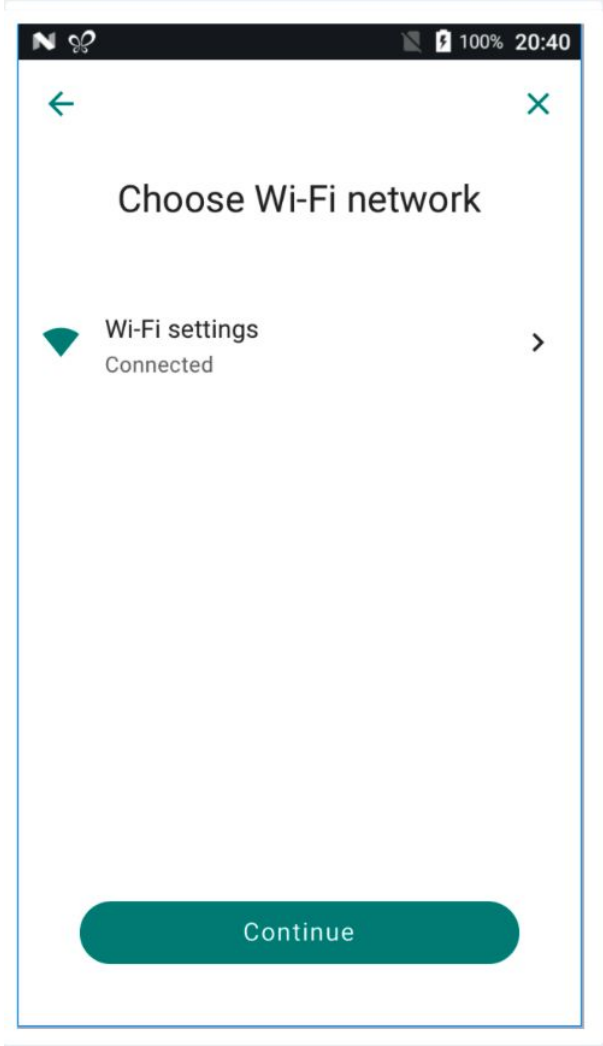 100% 20:40
Choose Wi-Fi network
Wi-Fi settings
Connected
Continue